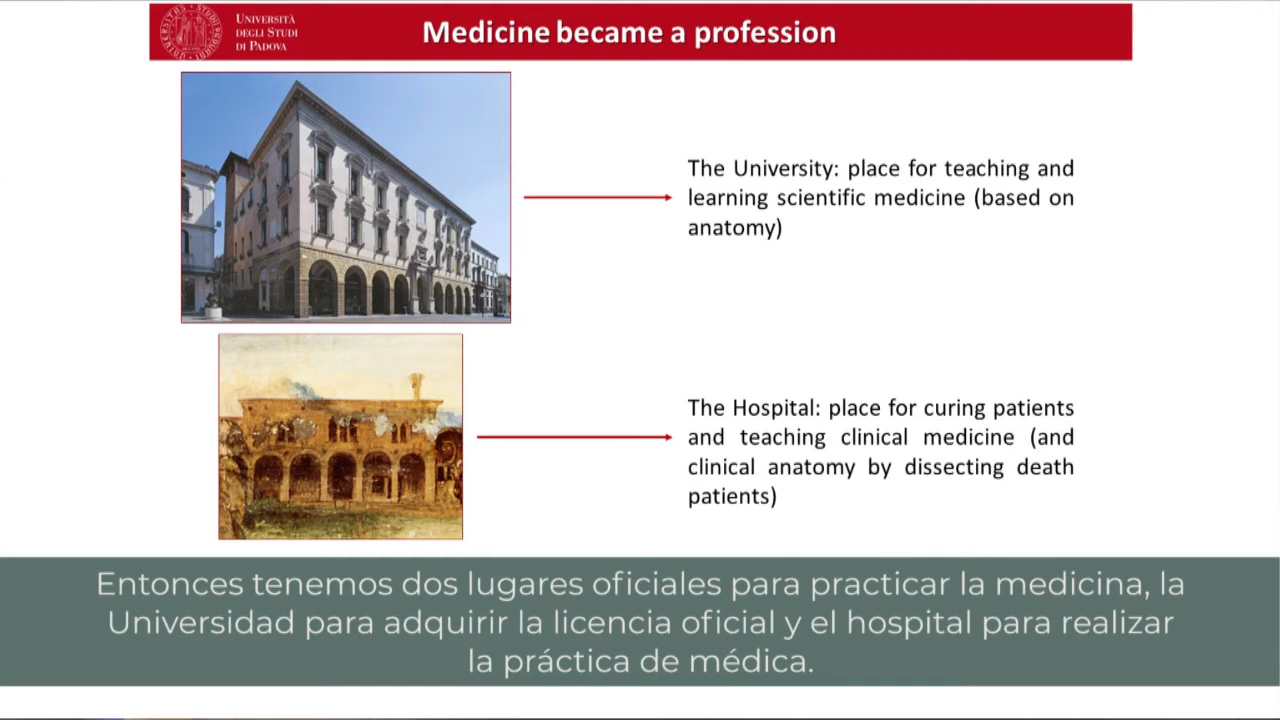 UNIVERSITÀ
DEGLI STUDI
DI PADOVA
Medicine became a profession
The University: place for teaching and
learning scientific medicine (based on
anatomy)
The Hospital: place for curing patients
and teaching clinical medicine (and
clinical anatomy by dissecting death
patients)
Entonces tenemos dos lugares oficiales para practicar la medicina, la
Universidad para adquirir la licencia oficial y el hospital para realizar
la práctica de médica.